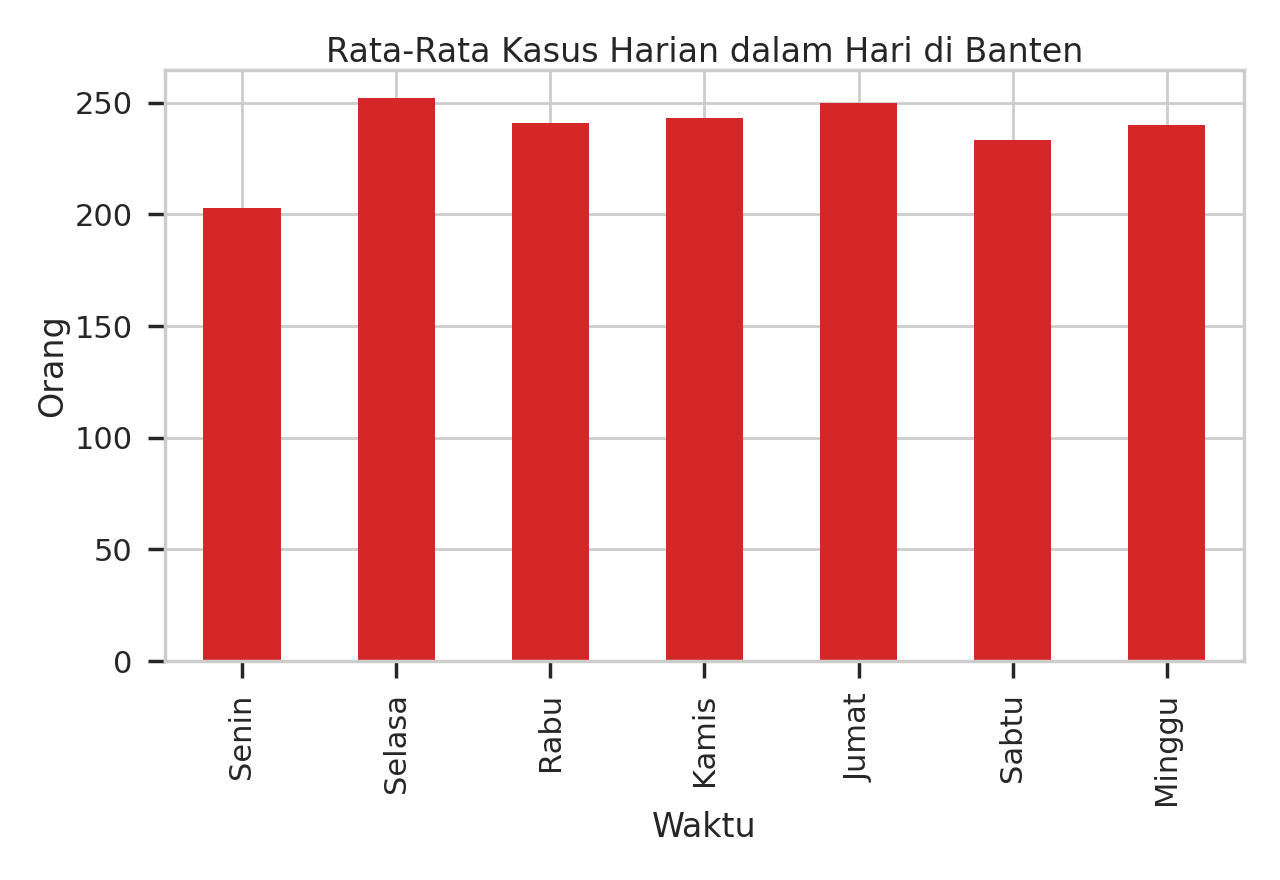 Rata-Rata Kasus Harian dalam Hari di Banten
Orang
250
200
150
100
50
0
Senin
Selasa
Rabu
Kamis
Jumat
Sabtu
Minggu
Waktu